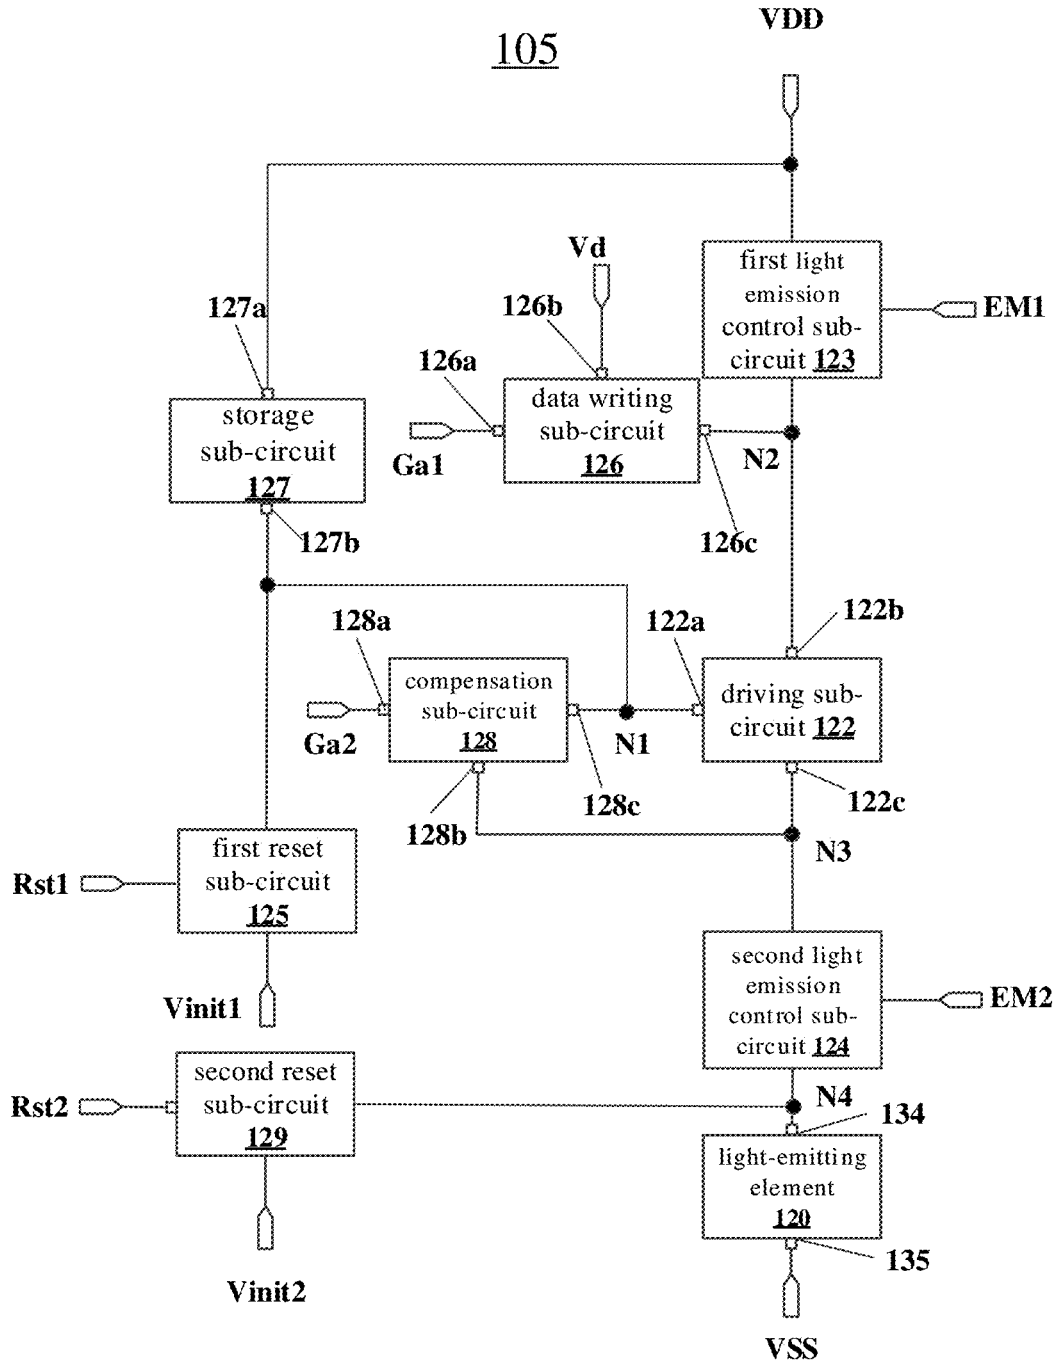 VDD
105
Vd
first light
emission
control sub-
circuit 123
EM1
127a
126b
126a
storage
sub-circuit
127
data writing
sub-circuit
126
Ga1
N2
127b
126c
128a
122a
122b
compensation
sub-circuit
128
driving sub-
circuit 122
Ga2
N1
128c
122c
128b
N3
first reset
sub-circuit
125
Rst1
second light
emission
control sub-
circuit 124
EM2
Vinit1
second reset
sub-circuit
129
Rst2
N4
134
light-emitting
element
120
135
Vinit2
VSS